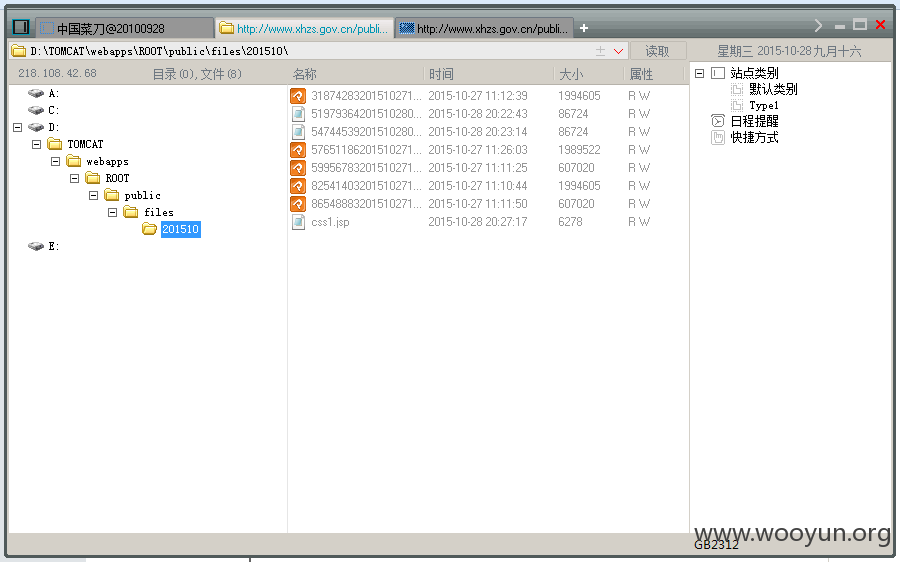 中国菜刀@20100928 http://www.xhzs.gov.cn/publi... http://www.xhzs.gov.cn/publi...
D:\TOMCAT\webapps\ROOT\public\files\201510\ 读取 星期三 2015-10-28 九月十六
218.108.42.68 目录(0),文件(8)
A:
C:
D:
TOMCAT
webapps
ROOT
public
files
201510
E:
名称 时间 大小 属性
31874283201510271... 2015-10-27 11:12:39 1994605 R W
51979364201510280... 2015-10-28 20:22:43 86724 R W
54744539201510280... 2015-10-28 20:23:14 86724 R W
57651186201510271... 2015-10-27 11:26:03 1989522 R W
59956783201510271... 2015-10-27 11:11:25 607020 R W
82541403201510271... 2015-10-27 11:10:44 1994605 R W
86548883201510271... 2015-10-27 11:11:50 607020 R W
css1.jsp 2015-10-28 20:27:17 6278 R W
站点类别
默认类别
Type1
日程提醒
快捷方式
www.wooyun.org
GB2312